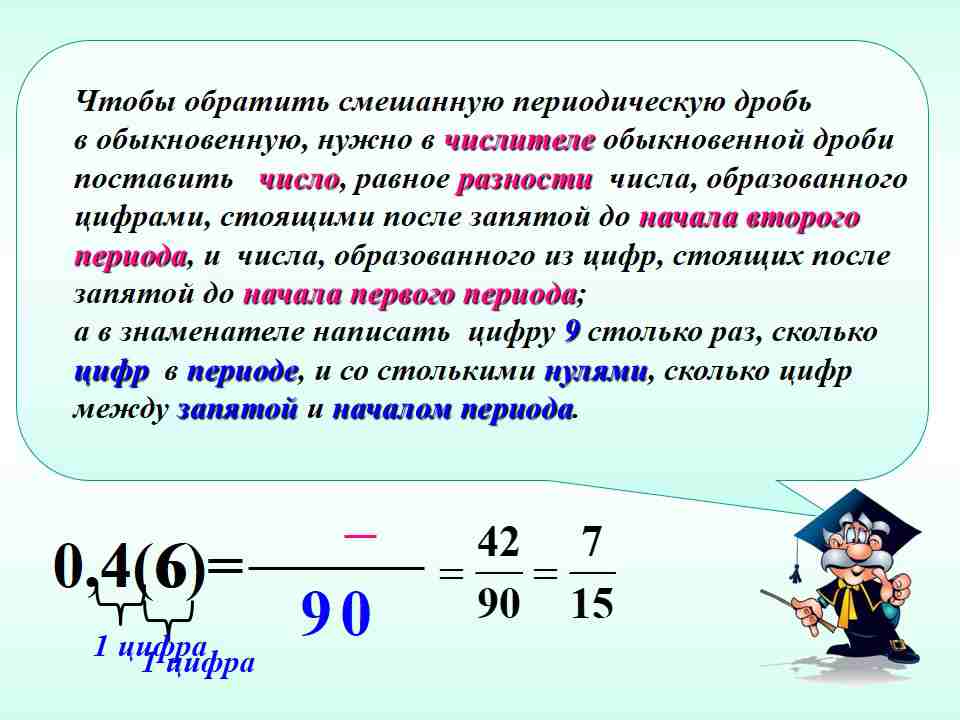 Чтобы обратить смешанную периодическую дробь
в обыкновенную, нужно в числителе обыкновенной дроби
поставить число, равное разности числа, образованного
цифрами, стоящими после запятой до начала второго
периода, и числа, образованного из цифр, стоящих после
запятой до начала первого периода;
а в знаменателе написать цифру 9 столько раз, сколько
цифр в периоде, и со столькими нулями, сколько цифр
между запятой и началом периода.
–
42 7
0,4(6)= = =
90 90 15
1 цифра
1 цифра